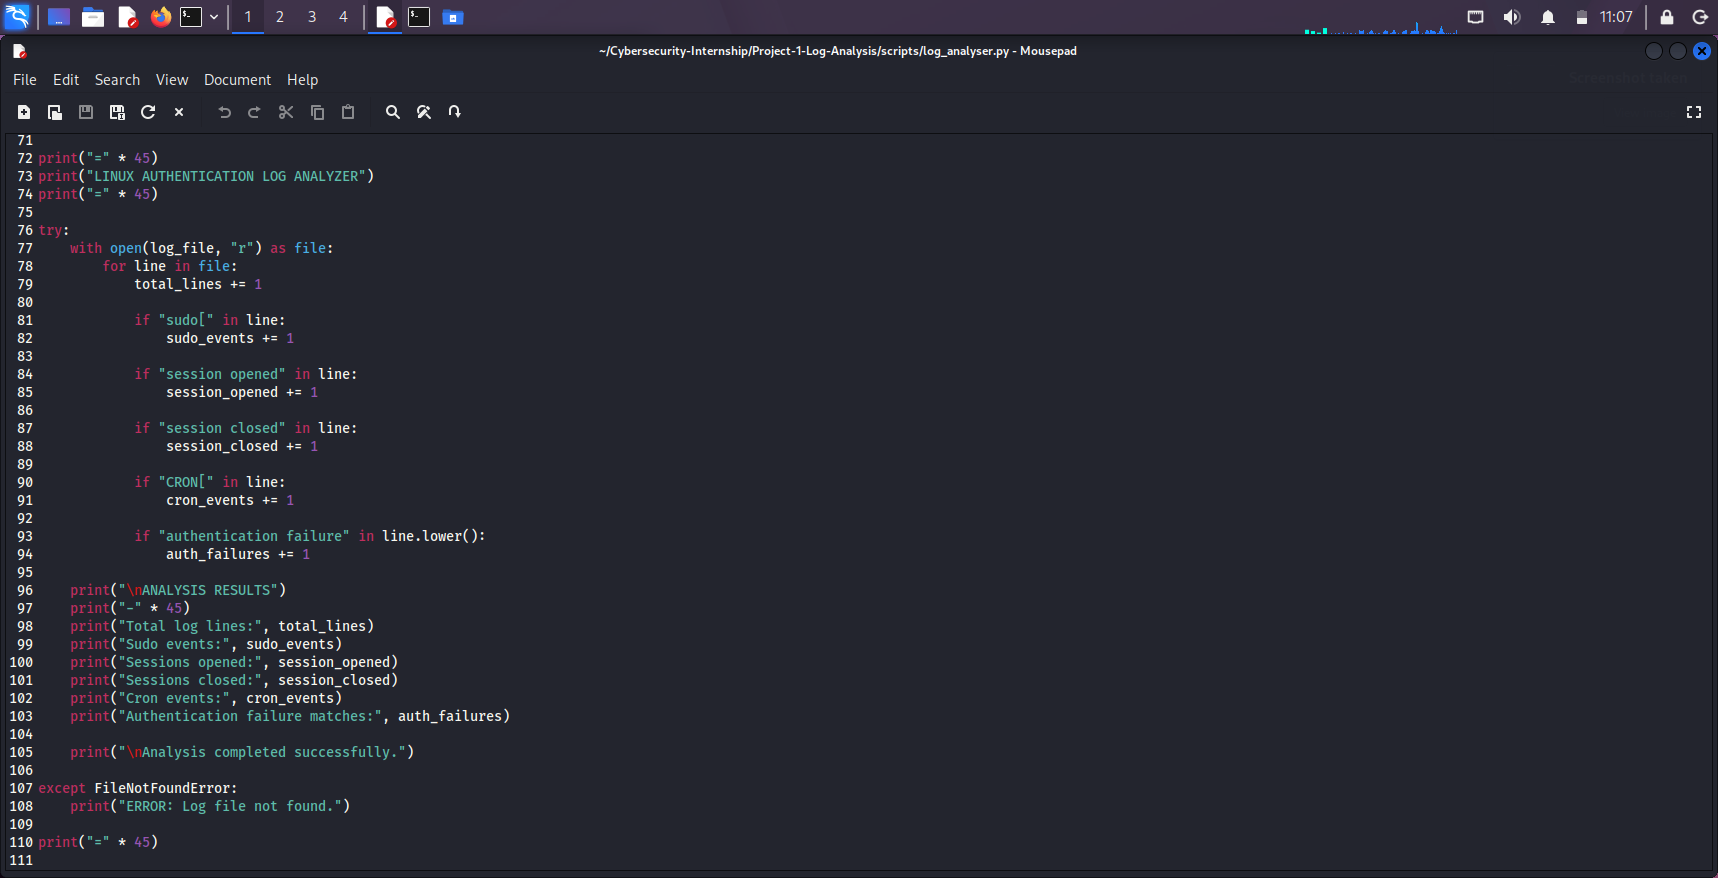 1 2 3 4
11:07
~/Cybersecurity-Internship/Project-1-Log-Analysis/scripts/log_analyser.py - Mousepad
File Edit Search View Document Help
71
72 print("=" * 45)
73 print("LINUX AUTHENTICATION LOG ANALYZER")
74 print("=" * 45)
75
76 try:
77     with open(log_file, "r") as file:
78         for line in file:
79             total_lines += 1
80
81             if "sudo[" in line:
82                 sudo_events += 1
83
84             if "session opened" in line:
85                 session_opened += 1
86
87             if "session closed" in line:
88                 session_closed += 1
89
90             if "CRON[" in line:
91                 cron_events += 1
92
93             if "authentication failure" in line.lower():
94                 auth_failures += 1
95
96     print("\nANALYSIS RESULTS")
97     print("-" * 45)
98     print("Total log lines:", total_lines)
99     print("Sudo events:", sudo_events)
100     print("Sessions opened:", session_opened)
101     print("Sessions closed:", session_closed)
102     print("Cron events:", cron_events)
103     print("Authentication failure matches:", auth_failures)
104
105     print("\nAnalysis completed successfully.")
106
107 except FileNotFoundError:
108     print("ERROR: Log file not found.")
109
110 print("=" * 45)
111